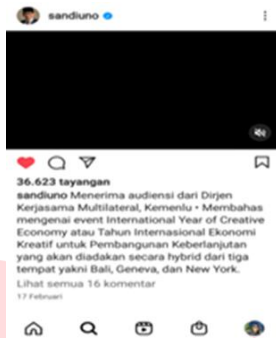 sandiuno
36.623 tayangan
sandiuno Menerima audiensi dari Dirjen
Kerjasama Multilateral, Kemenlu • Membahas
mengenai event International Year of Creative
Economy atau Tahun Internasional Ekonomi
Kreatif untuk Pembangunan Keberlanjutan
yang akan diadakan secara hybrid dari tiga
tempat yakni Bali, Geneva, dan New York.
Lihat semua 16 komentar
17 Februari